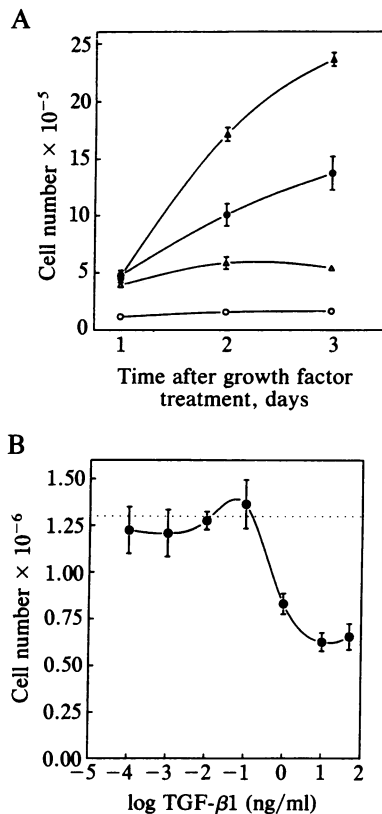 A
25
20
15
10
5
0
Cell number × 10⁻⁵
1 2 3
Time after growth factor
treatment, days
B
1.50
1.25
1.00
0.75
0.50
0.25
0.00
Cell number × 10⁻⁶
−5 −4 −3 −2 −1 0 1 2
log TGF-β1 (ng/ml)